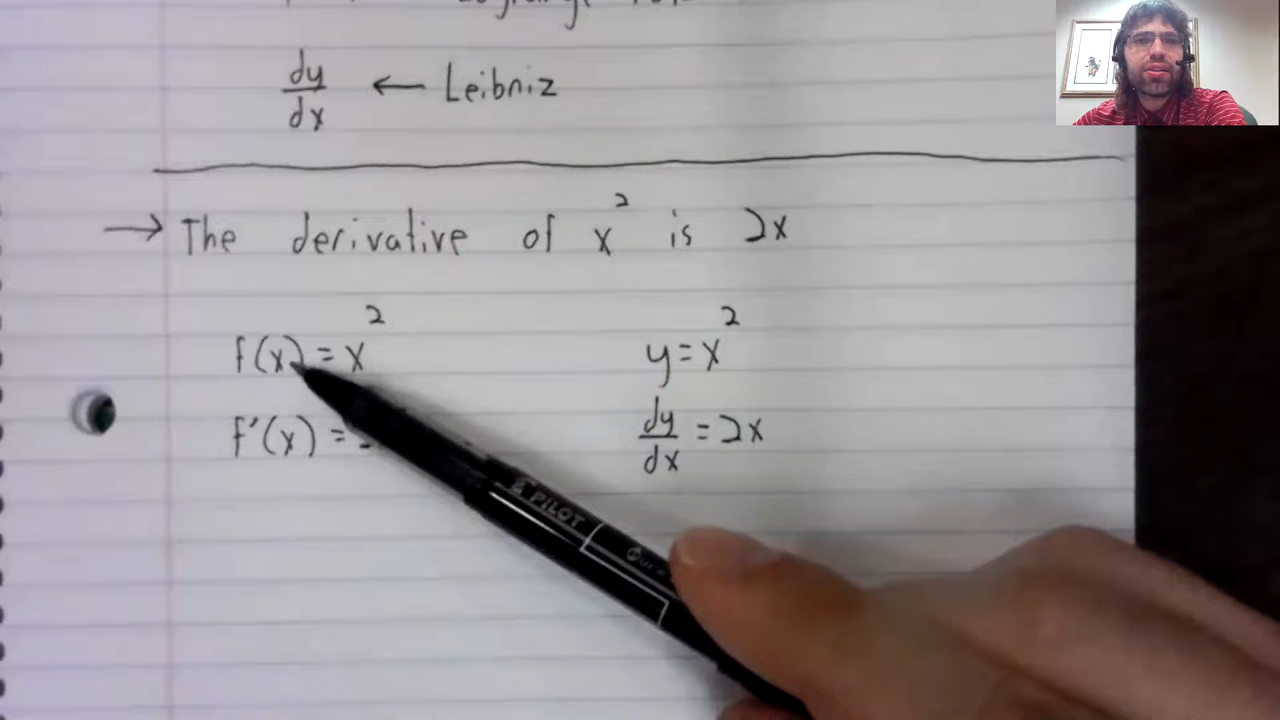 dy/dx ← Leibniz
→ The derivative of x² is 2x
f(x) = x²
f'(x) =
y = x²
dy/dx = 2x
PILOT